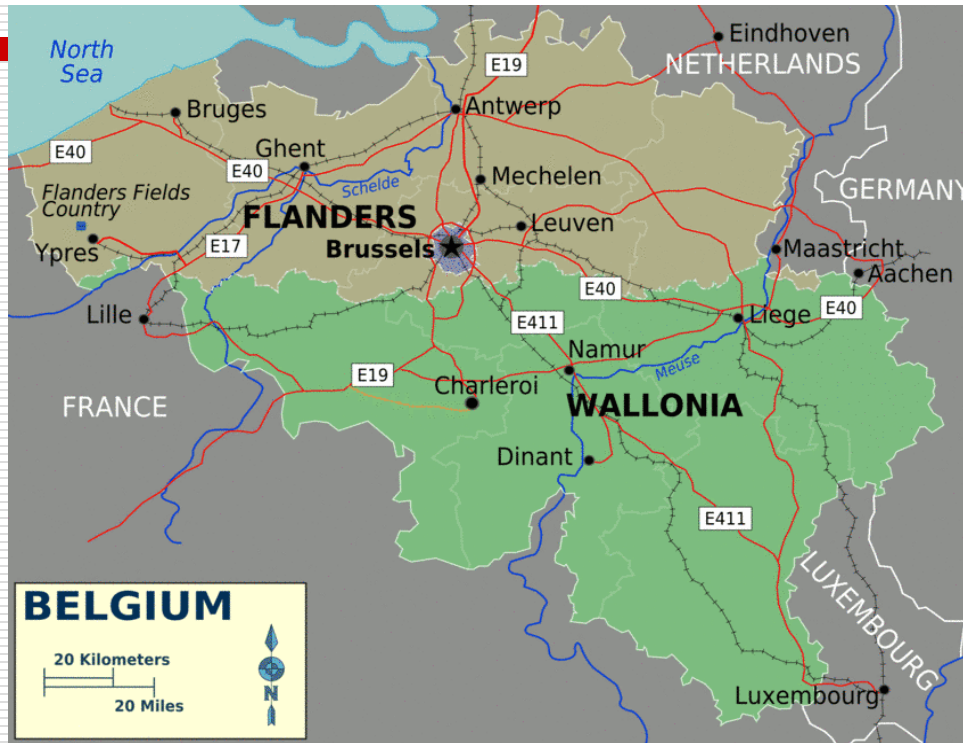 North
Sea
Eindhoven
NETHERLANDS
E19
Bruges
Antwerp
E40
Ghent
E40
Schelde
Mechelen
GERMANY
Flanders Fields
Country
FLANDERS
Leuven
Ypres
E17
Brussels
Maastricht
Aachen
E40
E40
Lille
E411
Liege
Namur
Meuse
E19
Charleroi
FRANCE
WALLONIA
Dinant
E411
LUXEMBOURG
BELGIUM
20 Kilometers
N
20 Miles
Luxembourg